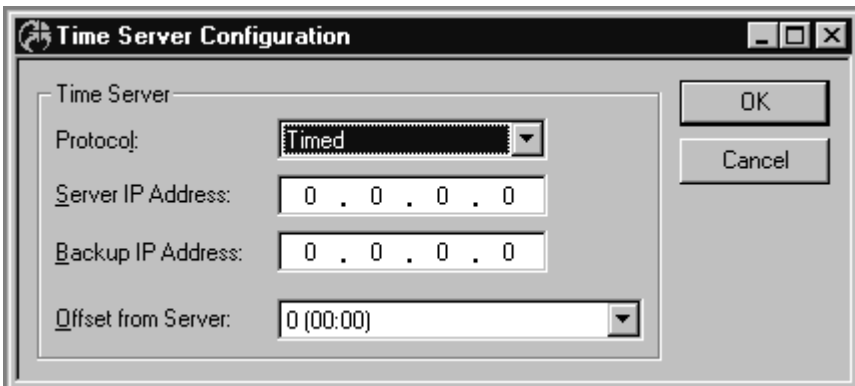 Time Server Configuration
Time Server
Protocol: Timed
Server IP Address: 0 . 0 . 0 . 0
Backup IP Address: 0 . 0 . 0 . 0
Offset from Server: 0 (00:00)
OK
Cancel